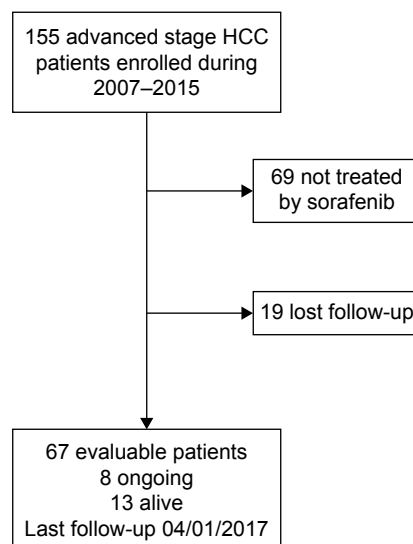 155 advanced stage HCC
patients enrolled during
2007–2015
69 not treated
by sorafenib
19 lost follow-up
67 evaluable patients
8 ongoing
13 alive
Last follow-up 04/01/2017